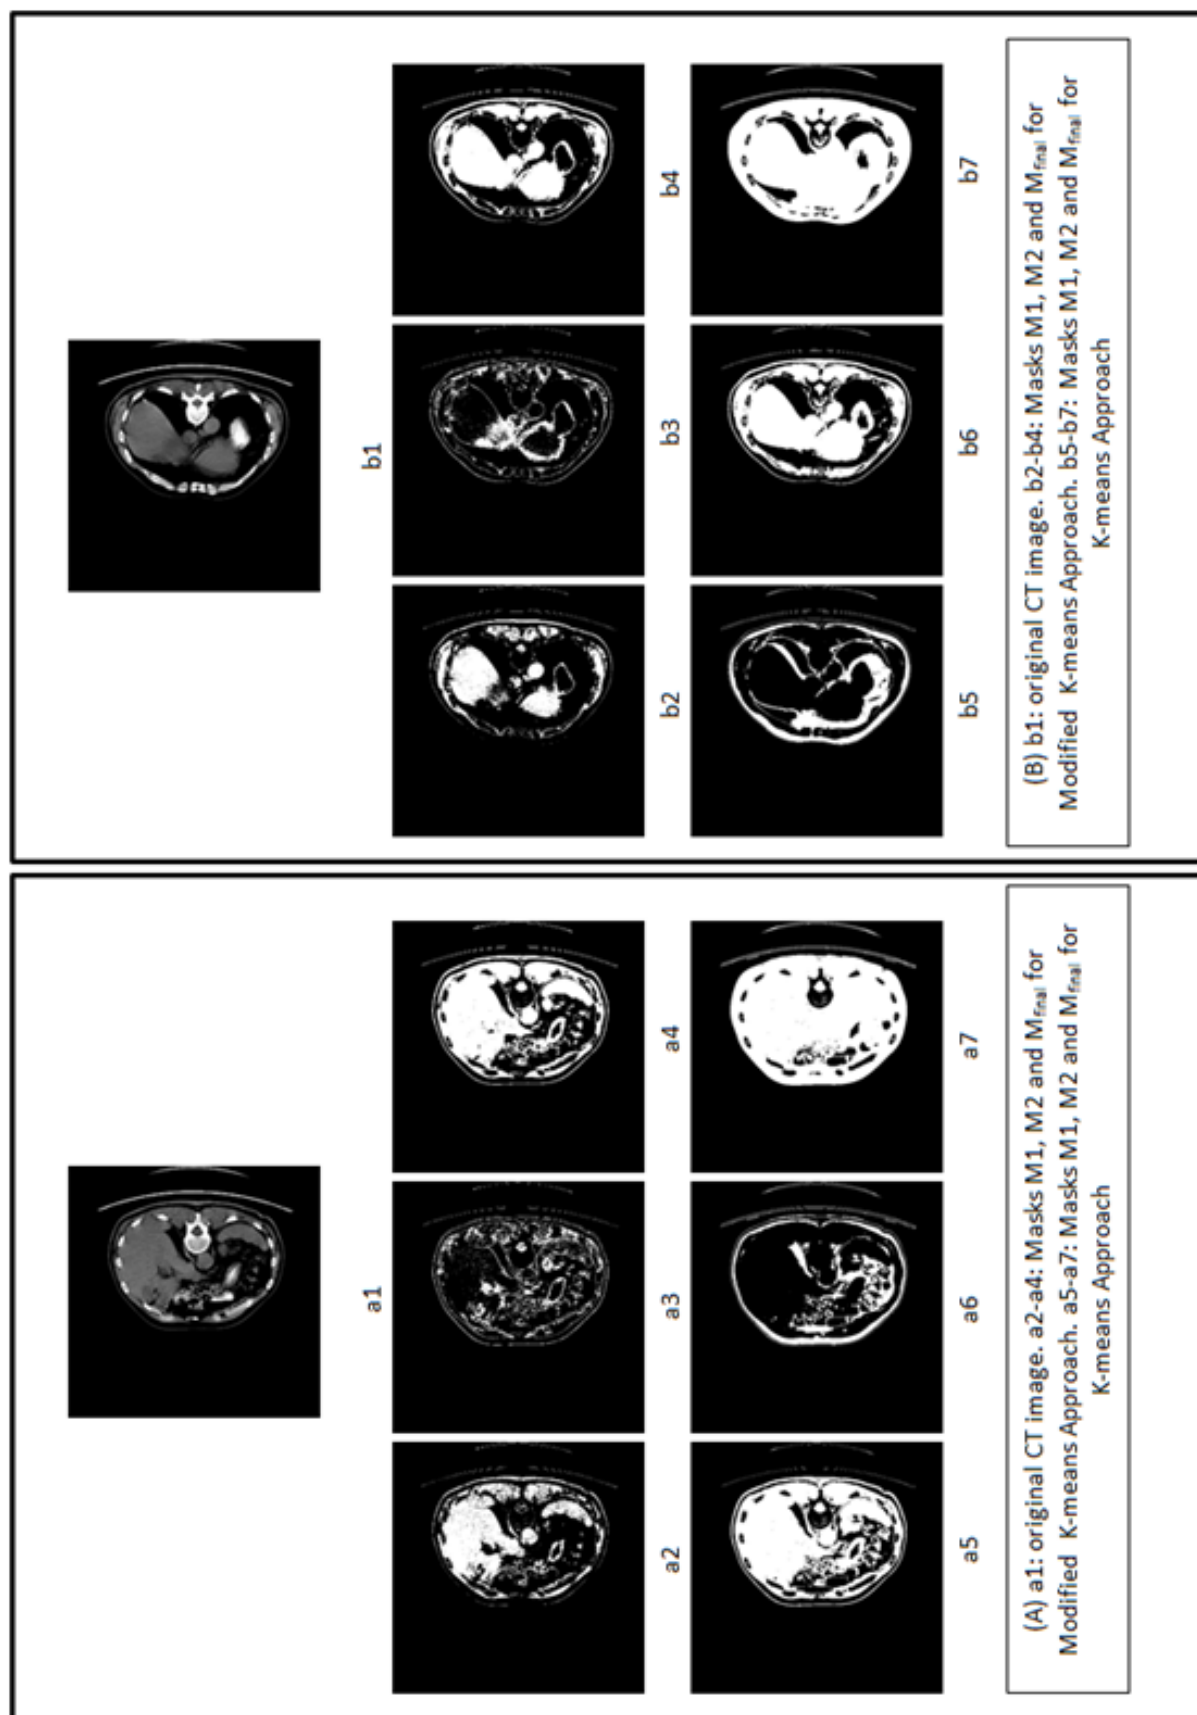 a1
a2
a3
a4
a5
a6
a7
(A) a1: original CT image. a2-a4: Masks M1, M2 and Mfinal for
Modified K-means Approach. a5-a7: Masks M1, M2 and Mfinal for
K-means Approach
b1
b2
b3
b4
b5
b6
b7
(B) b1: original CT image. b2-b4: Masks M1, M2 and Mfinal for
Modified K-means Approach. b5-b7: Masks M1, M2 and Mfinal for
K-means Approach